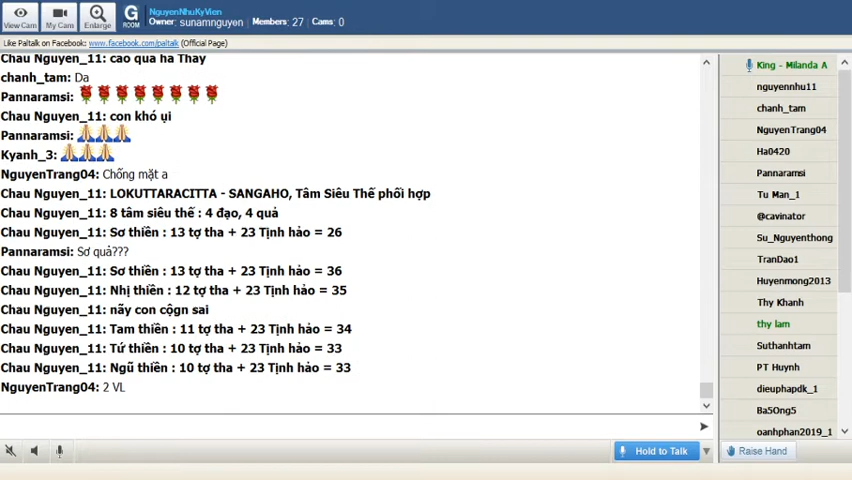 View Cam
My Cam
Enlarge
G
ROOM
NguyenNhuKyVien
Owner: sunamnguyen Members: 27 Cams: 0
Like Paltalk on Facebook: www.facebook.com/paltalk (Official Page)
Chau Nguyen_11: cao quá hà Thầy
chanh_tam: Dạ
Pannaramsi:
Chau Nguyen_11: con khó ụi
Pannaramsi:
Kyanh_3:
NguyenTrang04: Chống mặt a
Chau Nguyen_11: LOKUTTARACITTA - SANGAHO, Tâm Siêu Thế phối hợp
Chau Nguyen_11: 8 tâm siêu thế : 4 đạo, 4 quả
Chau Nguyen_11: Sơ thiền : 13 tợ tha + 23 Tịnh hảo = 26
Pannaramsi: Sơ quả???
Chau Nguyen_11: Sơ thiền : 13 tợ tha + 23 Tịnh hảo = 36
Chau Nguyen_11: Nhị thiền : 12 tợ tha + 23 Tịnh hảo = 35
Chau Nguyen_11: nãy con cộgn sai
Chau Nguyen_11: Tam thiền : 11 tợ tha + 23 Tịnh hảo = 34
Chau Nguyen_11: Tứ thiền : 10 tợ tha + 23 Tịnh hảo = 33
Chau Nguyen_11: Ngũ thiền : 10 tợ tha + 23 Tịnh hảo = 33
NguyenTrang04: 2 VL
Hold to Talk
King - Milanda A
nguyennhu11
chanh_tam
NguyenTrang04
Ha0420
Pannaramsi
Tu Man_1
@cavinator
Su_Nguyenthong
TranDao1
Huyenmong2013
Thy Khanh
thy lam
Suthanhtam
PT Huynh
dieuphapdk_1
Ba5Ong5
oanhphan2019_1
Raise Hand